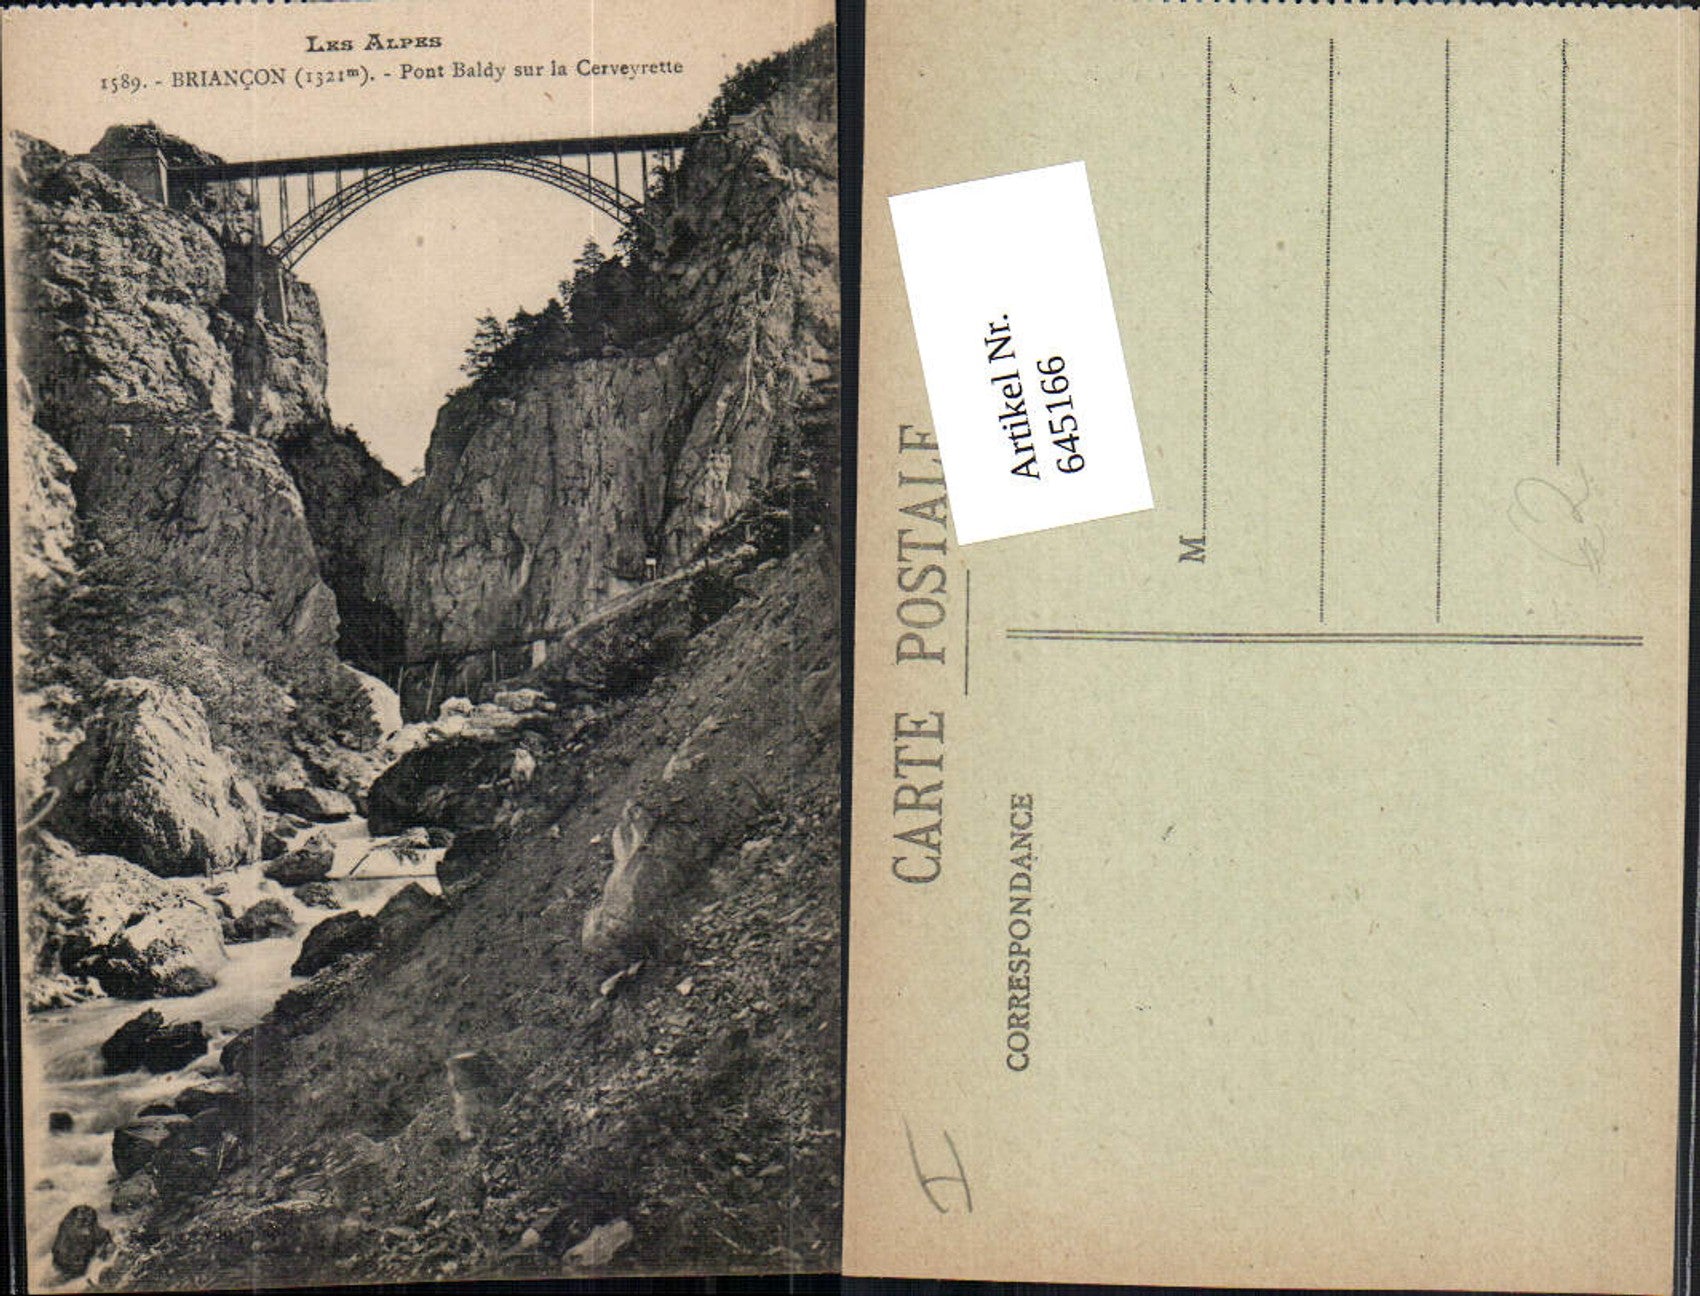 Les Alpes
1589. - BRIANÇON (1321m). - Pont Baldy sur la Cerveyrette
CARTE POSTALE
Artikel Nr.
645166
CORRESPONDANCE
M
I